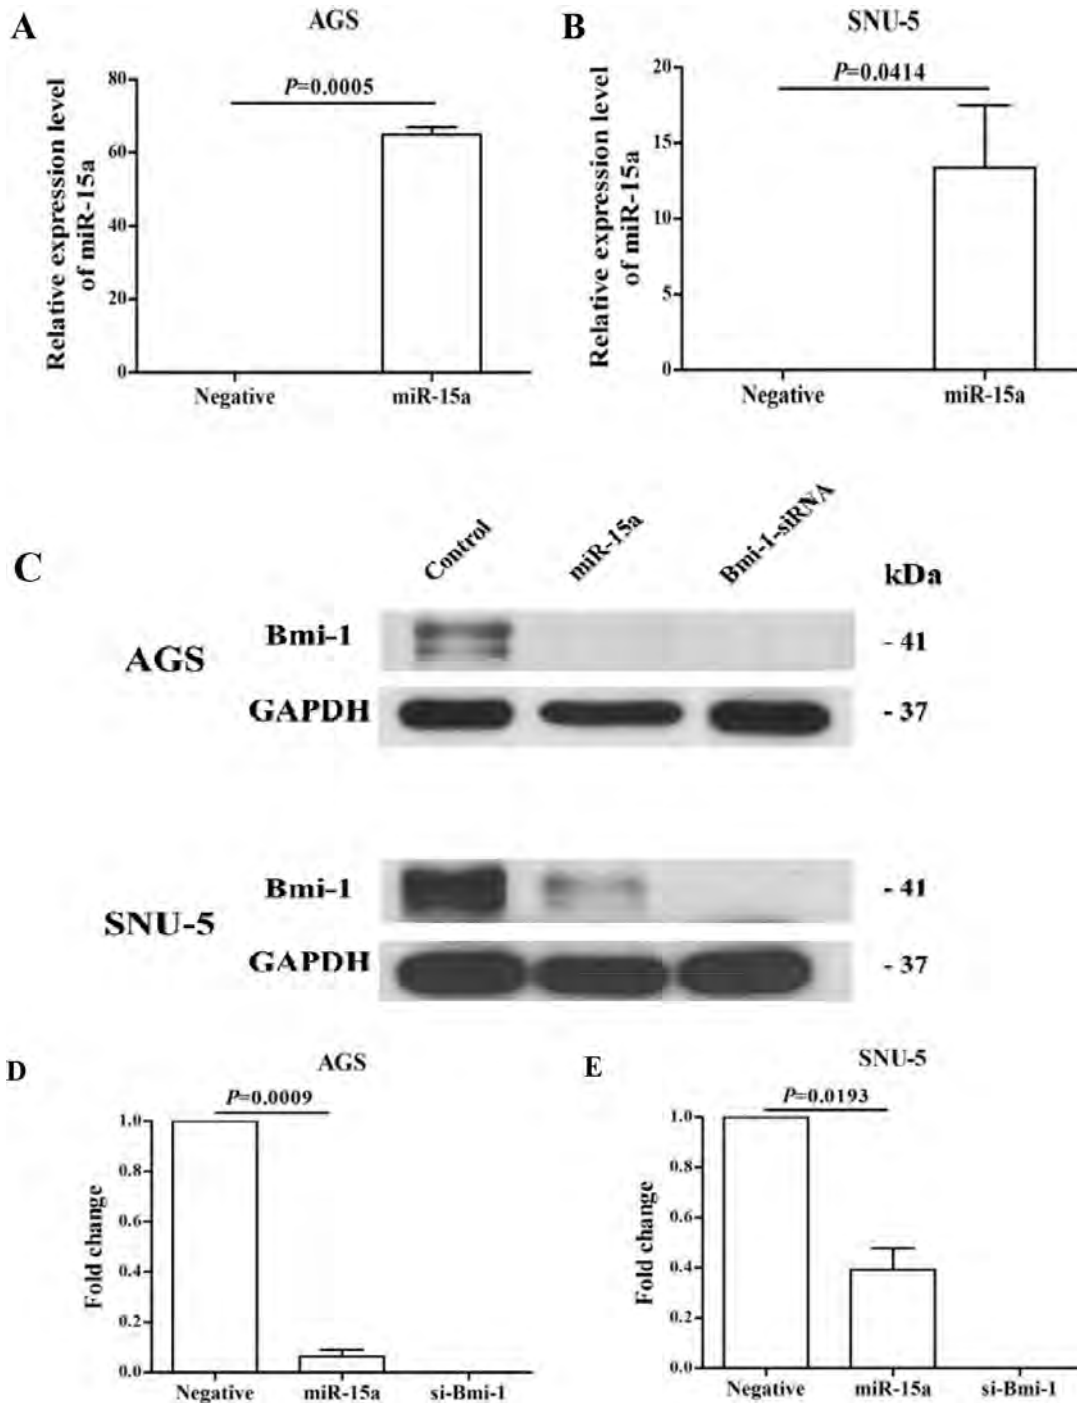 A
AGS
Relative expression level
of miR-15a
80
60
40
20
0
P=0.0005
Negative
miR-15a
B
SNU-5
Relative expression level
of miR-15a
20
15
10
5
0
P=0.0414
Negative
miR-15a
C
Control
miR-15a
Bmi-1-siRNA
kDa
AGS
Bmi-1
- 41
GAPDH
- 37
SNU-5
Bmi-1
- 41
GAPDH
- 37
D
AGS
Fold change
1.0
0.8
0.6
0.4
0.2
0.0
P=0.0009
Negative
miR-15a
si-Bmi-1
E
SNU-5
Fold change
1.0
0.8
0.6
0.4
0.2
0.0
P=0.0193
Negative
miR-15a
si-Bmi-1